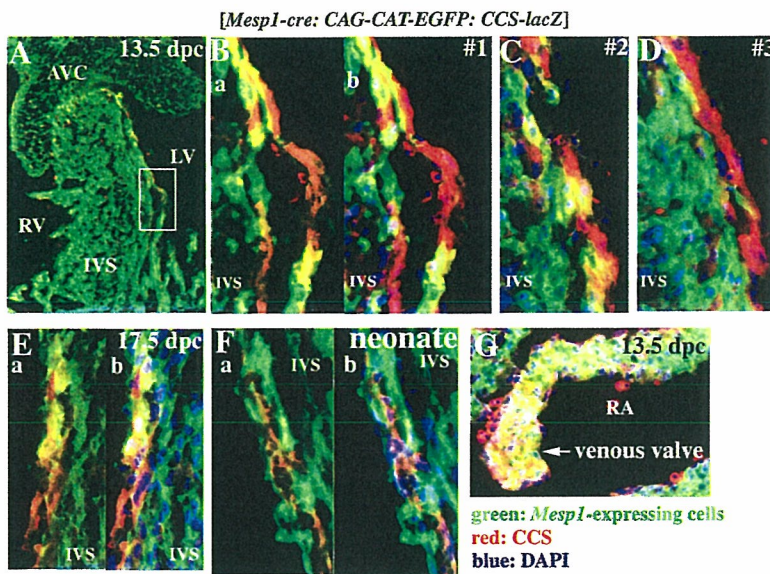 [Mesp1-cre: CAG-CAT-EGFP: CCS-lacZ]
A 13.5 dpc
AVC
LV
RV
IVS
B #1
a
b
IVS
IVS
C #2
IVS
D #3
IVS
E 17.5 dpc
a
b
IVS
IVS
F neonate
a
b
IVS
IVS
G 13.5 dpc
RA
venous valve
green: Mesp1-expressing cells
red: CCS
blue: DAPI